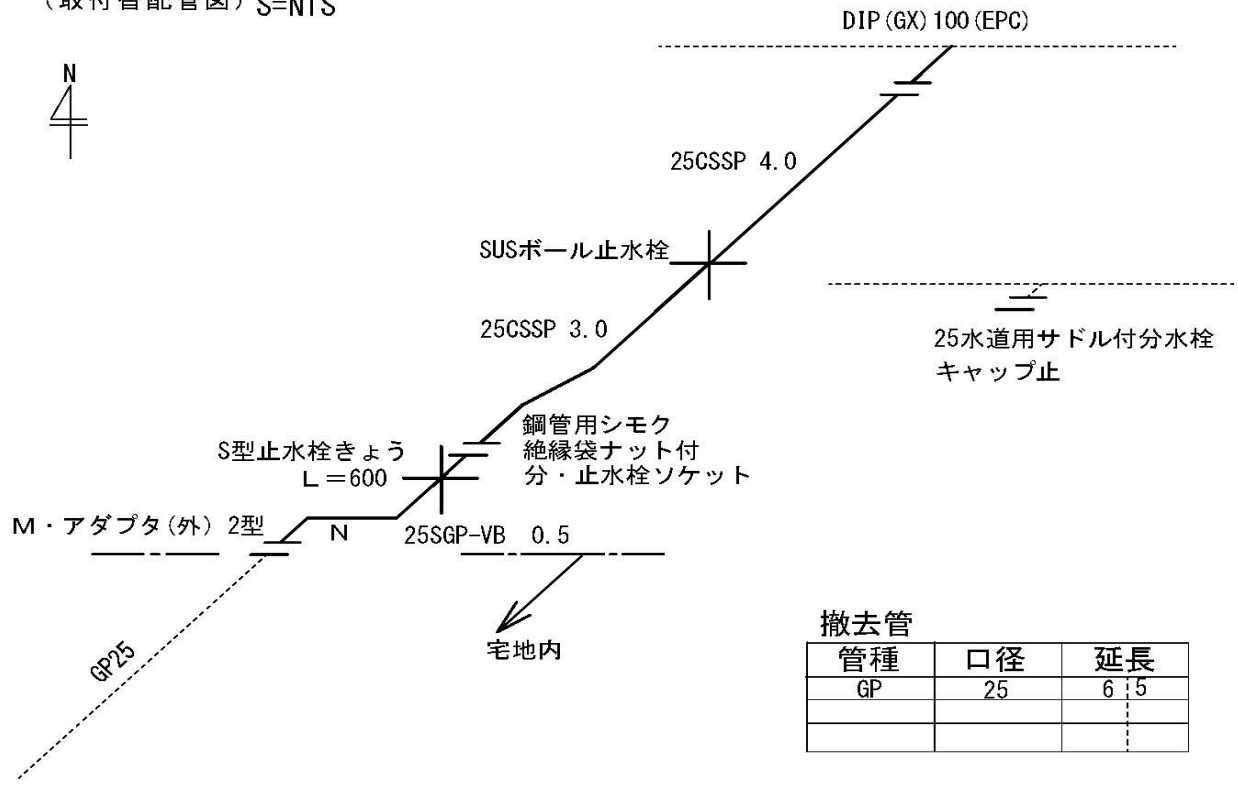 (取付替配管図) S=NTS
DIP(GX)100(EPC)
N
25CSSP 4.0
SUSボール止水栓
25CSSP 3.0
25水道用サドル付分水栓
キャップ止
鋼管用シモク
絶縁袋ナット付
分・止水栓ソケット
S型止水栓きょう
L=600
M・アダプタ(外) 2型
N
25SGP-VB 0.5
宅地内
GP25
撤去管
管種 口径 延長
GP 25 6 5